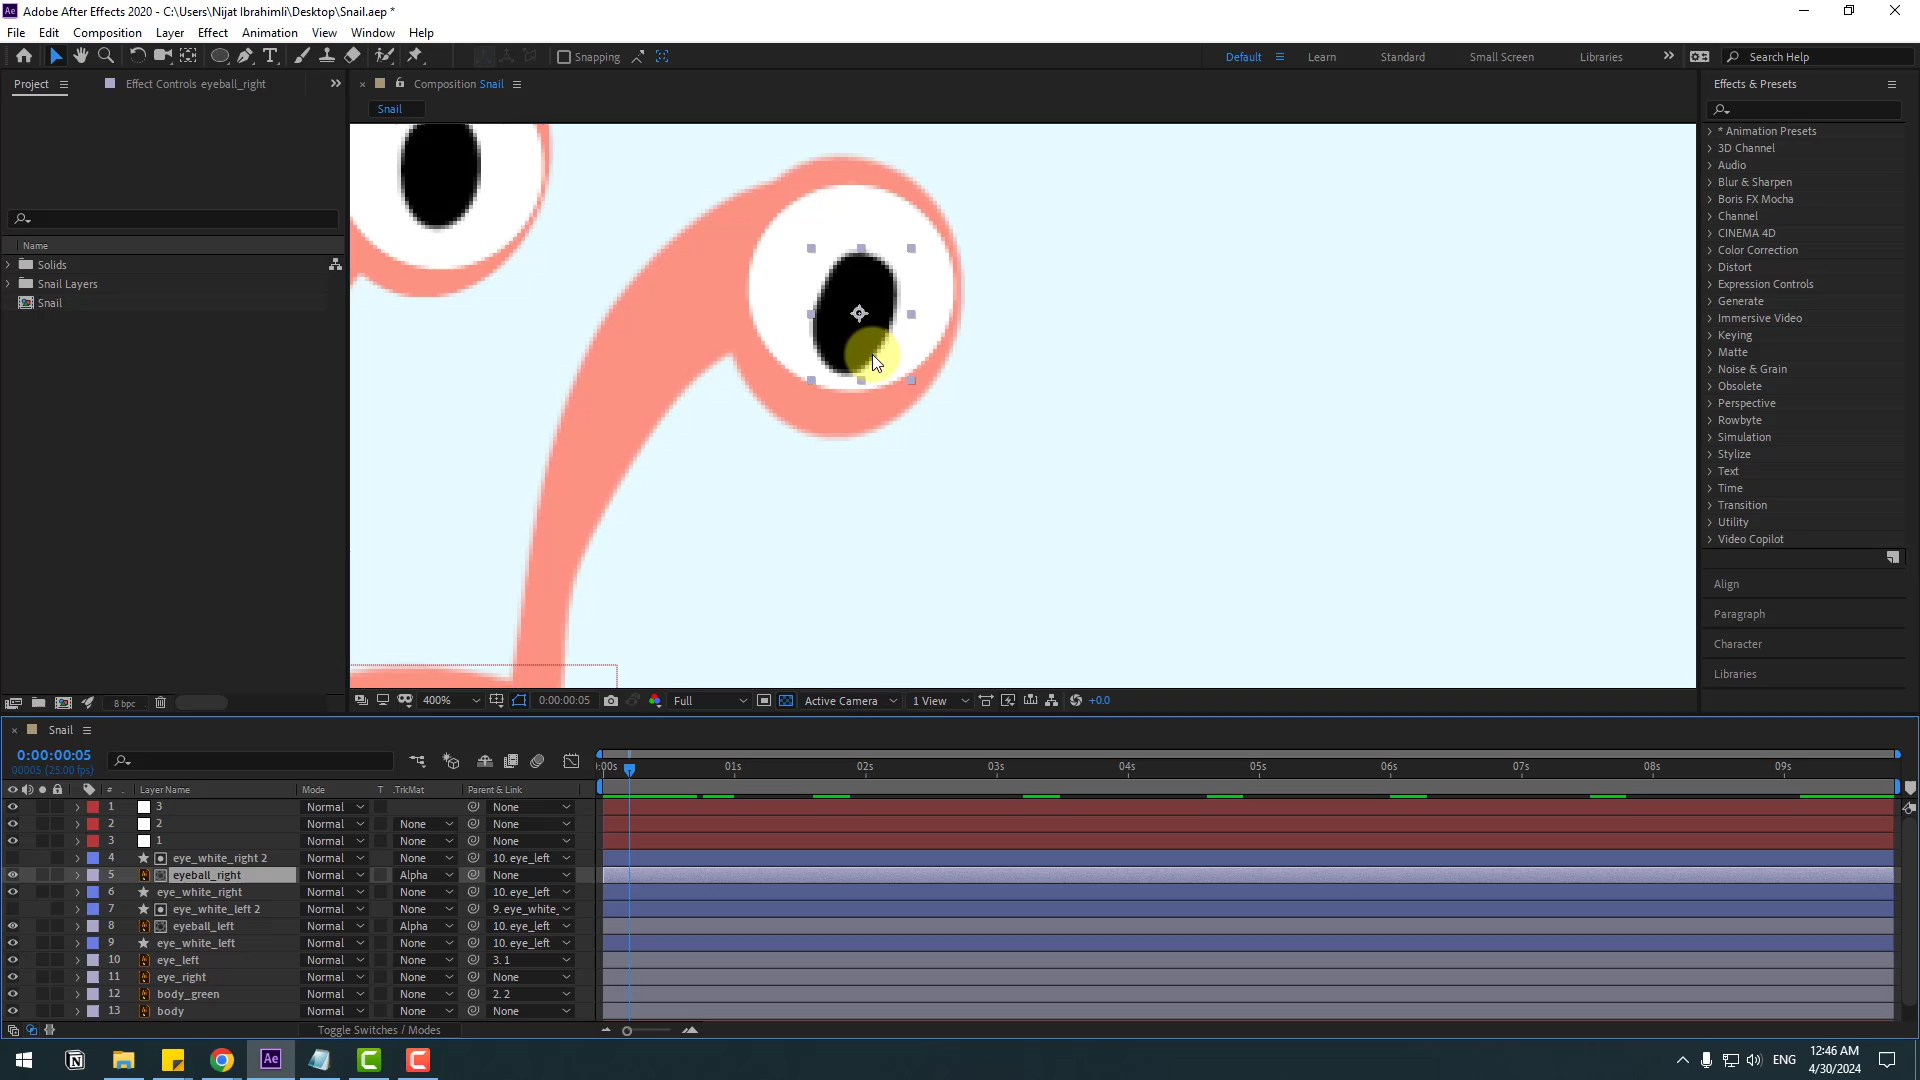 Adobe After Effects 2020 - C:\Users\Nijat Ibrahimli\Desktop\Snail.aep *
File Edit Composition Layer Effect Animation View Window Help
Snapping Default Learn Standard Small Screen Libraries Search Help
Project Effect Controls eyeball_right Composition Snail Effects & Presets
Snail
* Animation Presets
3D Channel
Audio
Blur & Sharpen
Boris FX Mocha
Channel
CINEMA 4D
Color Correction
Distort
Expression Controls
Generate
Immersive Video
Keying
Matte
Noise & Grain
Obsolete
Perspective
Rowbyte
Simulation
Stylize
Text
Time
Transition
Utility
Video Copilot
Align
Paragraph
Character
Libraries
Name
Solids
Snail Layers
Snail
8 bpc
400% 0:00:00:05 Full Active Camera 1 View +0.0
Snail
0:00:00:05
00005 (25.00 fps)
:00s 01s 02s 03s 04s 05s 06s 07s 08s 09s
# Layer Name Mode T .TrkMat Parent & Link
1 3 Normal None
2 2 Normal None None
3 1 Normal None None
4 eye_white_right 2 Normal None 10. eye_left
5 eyeball_right Normal Alpha None
6 eye_white_right Normal None 10. eye_left
7 eye_white_left 2 Normal None 9. eye_white_
8 eyeball_left Normal Alpha 10. eye_left
9 eye_white_left Normal None 10. eye_left
10 eye_left Normal None 3. 1
11 eye_right Normal None None
12 body_green Normal None 2. 2
13 body Normal None None
Toggle Switches / Modes
ENG 12:46 AM
4/30/2024